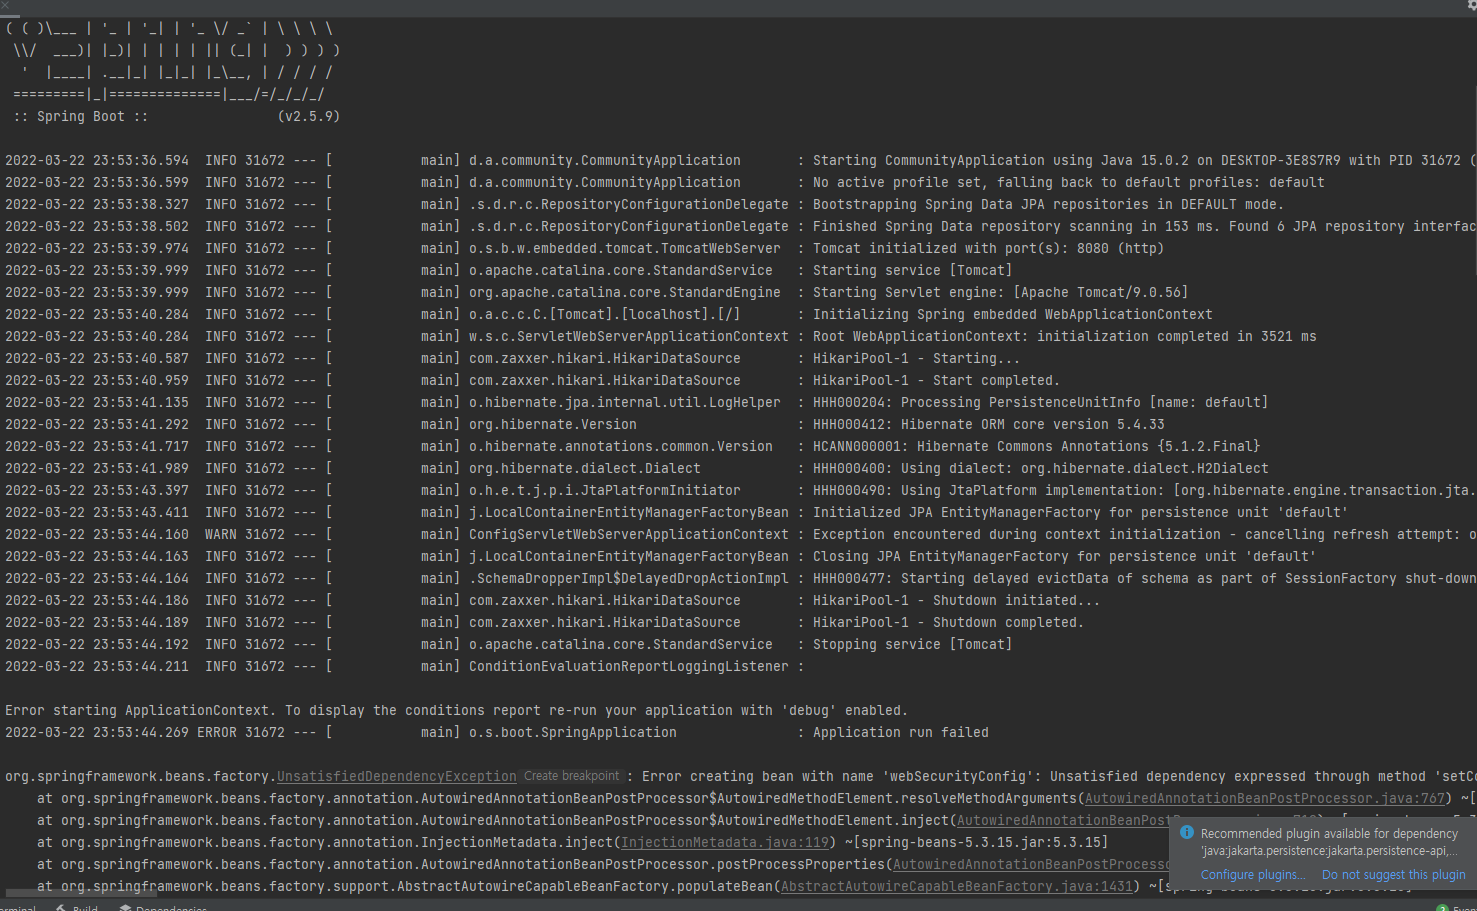 ( ( )\___ | '_ | '_| | '_ \/ _` | \ \ \ \
 \\/  ___)| |_)| | | | | || (_| |  ) ) ) )
  '  |____| .__|_| |_|_| |_\__, | / / / /
 =========|_|==============|___/=/_/_/_/
 :: Spring Boot ::                (v2.5.9)
2022-03-22 23:53:36.594  INFO 31672 --- [           main] d.a.community.CommunityApplication       : Starting CommunityApplication using Java 15.0.2 on DESKTOP-3E8S7R9 with PID 31672 (
2022-03-22 23:53:36.599  INFO 31672 --- [           main] d.a.community.CommunityApplication       : No active profile set, falling back to default profiles: default
2022-03-22 23:53:38.327  INFO 31672 --- [           main] .s.d.r.c.RepositoryConfigurationDelegate : Bootstrapping Spring Data JPA repositories in DEFAULT mode.
2022-03-22 23:53:38.502  INFO 31672 --- [           main] .s.d.r.c.RepositoryConfigurationDelegate : Finished Spring Data repository scanning in 153 ms. Found 6 JPA repository interfac
2022-03-22 23:53:39.974  INFO 31672 --- [           main] o.s.b.w.embedded.tomcat.TomcatWebServer  : Tomcat initialized with port(s): 8080 (http)
2022-03-22 23:53:39.999  INFO 31672 --- [           main] o.apache.catalina.core.StandardService   : Starting service [Tomcat]
2022-03-22 23:53:39.999  INFO 31672 --- [           main] org.apache.catalina.core.StandardEngine  : Starting Servlet engine: [Apache Tomcat/9.0.56]
2022-03-22 23:53:40.284  INFO 31672 --- [           main] o.a.c.c.C.[Tomcat].[localhost].[/]       : Initializing Spring embedded WebApplicationContext
2022-03-22 23:53:40.284  INFO 31672 --- [           main] w.s.c.ServletWebServerApplicationContext : Root WebApplicationContext: initialization completed in 3521 ms
2022-03-22 23:53:40.587  INFO 31672 --- [           main] com.zaxxer.hikari.HikariDataSource       : HikariPool-1 - Starting...
2022-03-22 23:53:40.959  INFO 31672 --- [           main] com.zaxxer.hikari.HikariDataSource       : HikariPool-1 - Start completed.
2022-03-22 23:53:41.135  INFO 31672 --- [           main] o.hibernate.jpa.internal.util.LogHelper  : HHH000204: Processing PersistenceUnitInfo [name: default]
2022-03-22 23:53:41.292  INFO 31672 --- [           main] org.hibernate.Version                    : HHH000412: Hibernate ORM core version 5.4.33
2022-03-22 23:53:41.717  INFO 31672 --- [           main] o.hibernate.annotations.common.Version   : HCANN000001: Hibernate Commons Annotations {5.1.2.Final}
2022-03-22 23:53:41.989  INFO 31672 --- [           main] org.hibernate.dialect.Dialect            : HHH000400: Using dialect: org.hibernate.dialect.H2Dialect
2022-03-22 23:53:43.397  INFO 31672 --- [           main] o.h.e.t.j.p.i.JtaPlatformInitiator       : HHH000490: Using JtaPlatform implementation: [org.hibernate.engine.transaction.jta.
2022-03-22 23:53:43.411  INFO 31672 --- [           main] j.LocalContainerEntityManagerFactoryBean : Initialized JPA EntityManagerFactory for persistence unit 'default'
2022-03-22 23:53:44.160  WARN 31672 --- [           main] ConfigServletWebServerApplicationContext : Exception encountered during context initialization - cancelling refresh attempt: o
2022-03-22 23:53:44.163  INFO 31672 --- [           main] j.LocalContainerEntityManagerFactoryBean : Closing JPA EntityManagerFactory for persistence unit 'default'
2022-03-22 23:53:44.164  INFO 31672 --- [           main] .SchemaDropperImpl$DelayedDropActionImpl : HHH000477: Starting delayed evictData of schema as part of SessionFactory shut-down
2022-03-22 23:53:44.186  INFO 31672 --- [           main] com.zaxxer.hikari.HikariDataSource       : HikariPool-1 - Shutdown initiated...
2022-03-22 23:53:44.189  INFO 31672 --- [           main] com.zaxxer.hikari.HikariDataSource       : HikariPool-1 - Shutdown completed.
2022-03-22 23:53:44.192  INFO 31672 --- [           main] o.apache.catalina.core.StandardService   : Stopping service [Tomcat]
2022-03-22 23:53:44.211  INFO 31672 --- [           main] ConditionEvaluationReportLoggingListener :
Error starting ApplicationContext. To display the conditions report re-run your application with 'debug' enabled.
2022-03-22 23:53:44.269 ERROR 31672 --- [           main] o.s.boot.SpringApplication               : Application run failed
org.springframework.beans.factory.UnsatisfiedDependencyException Create breakpoint : Error creating bean with name 'webSecurityConfig': Unsatisfied dependency expressed through method 'setCo
    at org.springframework.beans.factory.annotation.AutowiredAnnotationBeanPostProcessor$AutowiredMethodElement.resolveMethodArguments(AutowiredAnnotationBeanPostProcessor.java:767) ~[
    at org.springframework.beans.factory.annotation.AutowiredAnnotationBeanPostProcessor$AutowiredMethodElement.inject(AutowiredAnnotationBeanPost
    at org.springframework.beans.factory.annotation.InjectionMetadata.inject(InjectionMetadata.java:119) ~[spring-beans-5.3.15.jar:5.3.15]
    at org.springframework.beans.factory.annotation.AutowiredAnnotationBeanPostProcessor.postProcessProperties(AutowiredAnnotationBeanPostProcesso
    at org.springframework.beans.factory.support.AbstractAutowireCapableBeanFactory.populateBean(AbstractAutowireCapableBeanFactory.java:1431)
Recommended plugin available for dependency
'java:jakarta.persistence:jakarta.persistence-api,...
Configure plugins... Do not suggest this plugin
Build Dependencies